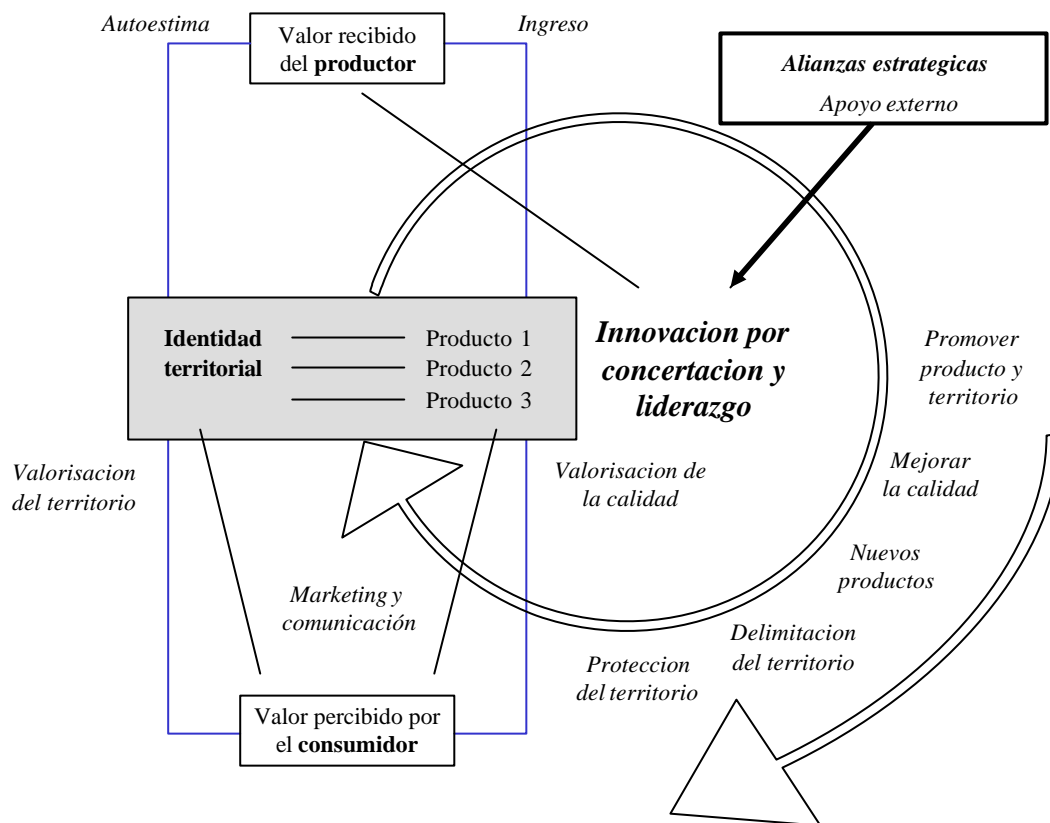 Autoestima
Valor recibido
del productor
Ingreso
Alianzas estrategicas
Apoyo externo
Identidad
territorial
Producto 1
Producto 2
Producto 3
Innovacion por
concertacion y
liderazgo
Promover
producto y
territorio
Valorisacion
del territorio
Valorisacion de
la calidad
Mejorar
la calidad
Nuevos
productos
Marketing y
comunicación
Delimitacion
del territorio
Proteccion
del territorio
Valor percibido por
el consumidor